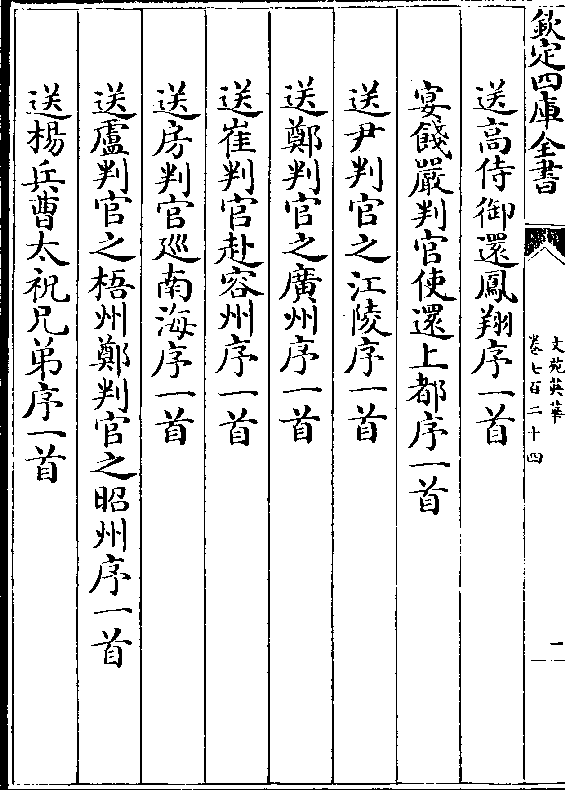 欽定四庫全書
文苑英華
卷七百二十四
一
送高侍御還鳳翔序一首
宴餞嚴判官使還上都序一首
送尹判官之江陵序一首
送鄭判官之廣州序一首
送崔判官赴容州序一首
送房判官廵南海序一首
送盧判官之梧州鄭判官之昭州序一首
送楊兵曹太祝兄弟序一首